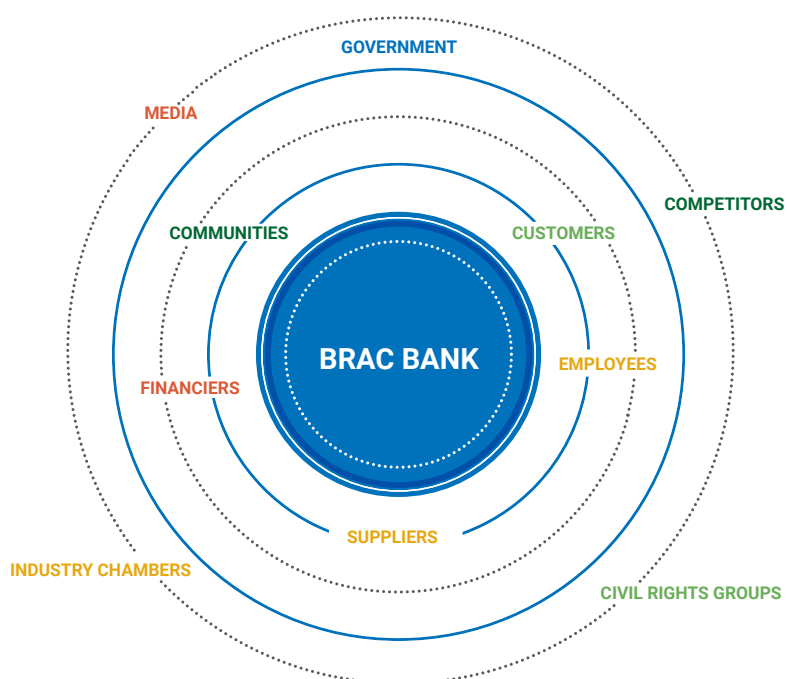 GOVERNMENT
MEDIA
COMPETITORS
COMMUNITIES
CUSTOMERS
BRAC BANK
EMPLOYEES
FINANCIERS
SUPPLIERS
INDUSTRY CHAMBERS
CIVIL RIGHTS GROUPS